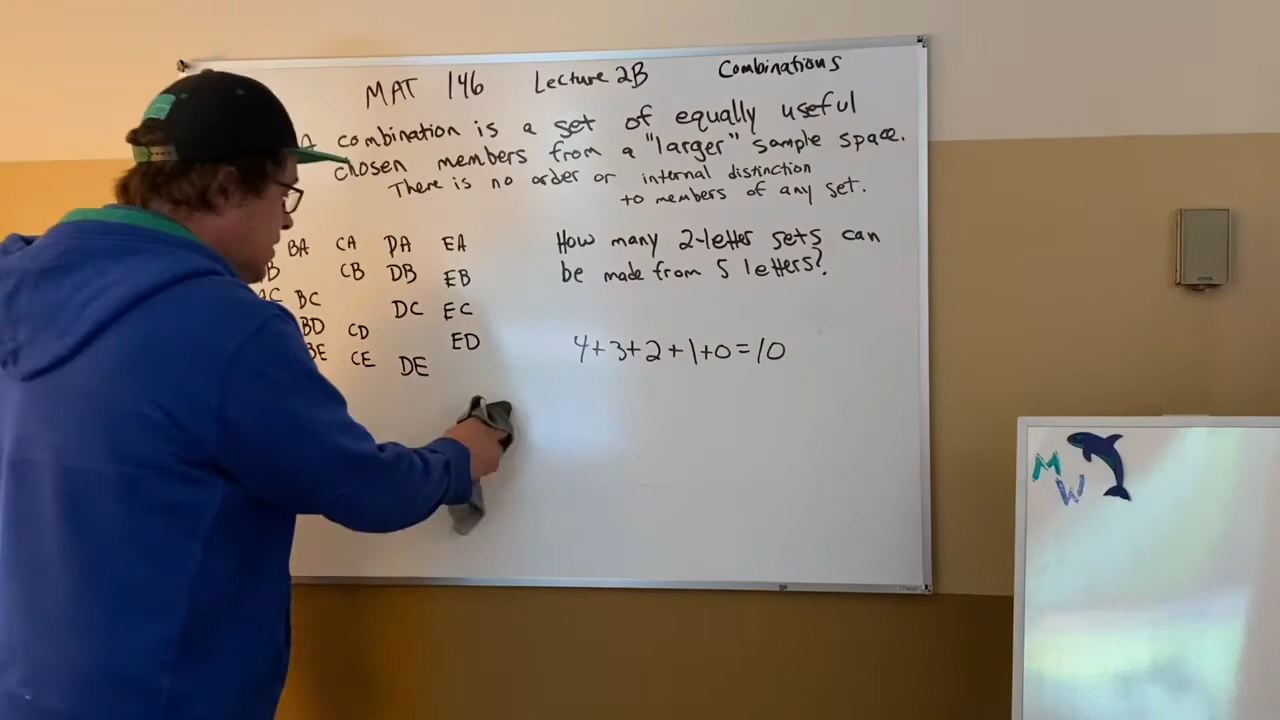 MAT 146 Lecture 2B Combinations
A combination is a set of equally useful
chosen members from a "larger" sample space.
There is no order or internal distinction
to members of any set.
BA CA DA EA
B CB DB EB
AC BC DC EC
BD CD ED
BE CE DE
How many 2-letter sets can
be made from 5 letters?
4+3+2+1+0=10
M
W